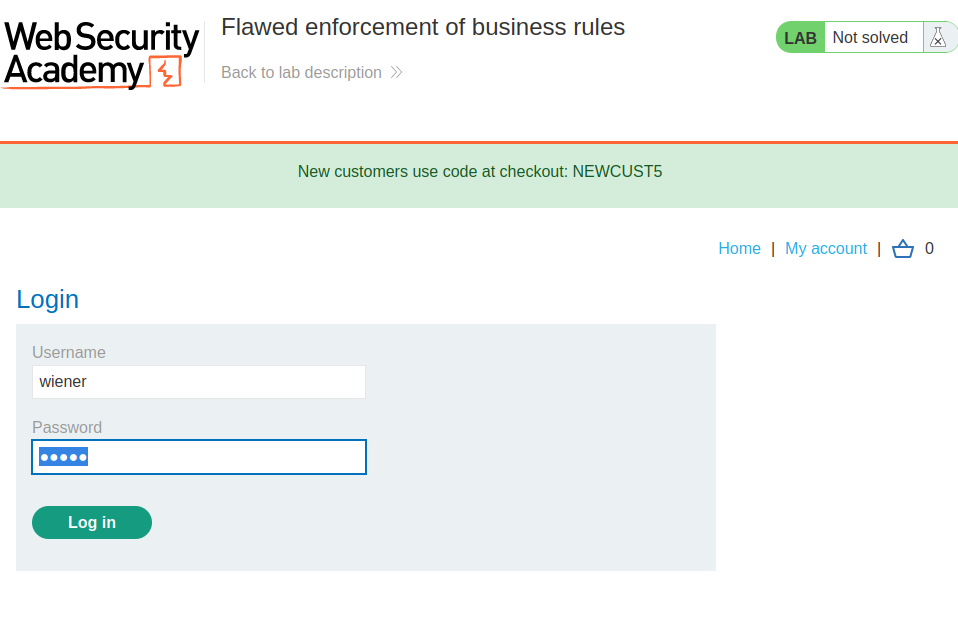 Web Security
Academy
Flawed enforcement of business rules
Back to lab description
LAB Not solved
New customers use code at checkout: NEWCUST5
Home | My account | 0
Login
Username
wiener
Password
•••••
Log in